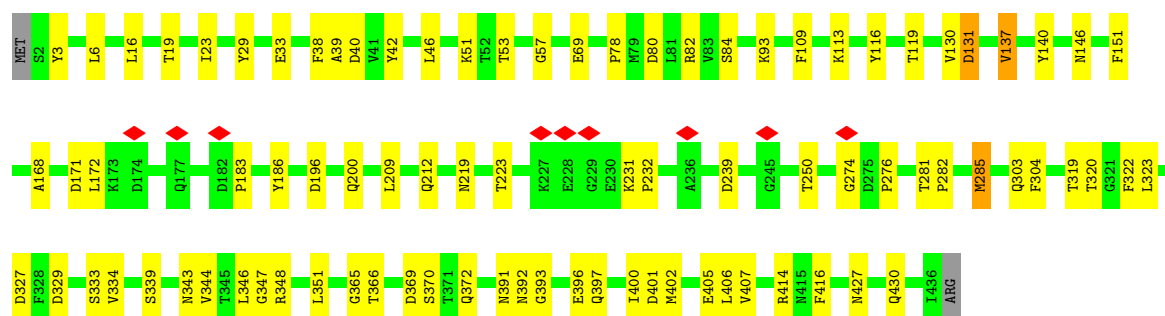 MET S2 Y3 L6 L16 T19 I23 Y29 E33 F38 A39 D40 V41 Y42 L46 K51 T52 T53 G57 E69 P78 M79 D80 L81 R82 V83 S84 K93 F109 K113 Y116 T119 V130 D131 V137 Y140 N146 F151
A168 D171 L172 K173 D174 Q177 D182 P183 Y186 D196 Q200 L209 Q212 N219 T223 K227 E228 G229 E230 K231 P232 A236 D239 G245 T250 G274 D275 P276 T281 P282 M285 Q303 F304 T319 T320 G321 F322 L323
D327 F328 D329 S333 V334 S339 N343 V344 T345 L346 G347 R348 L351 G365 T366 D369 S370 T371 Q372 N391 N392 G393 E396 Q397 I400 D401 M402 E405 L406 V407 R414 N415 F416 N427 Q430 I436 ARG